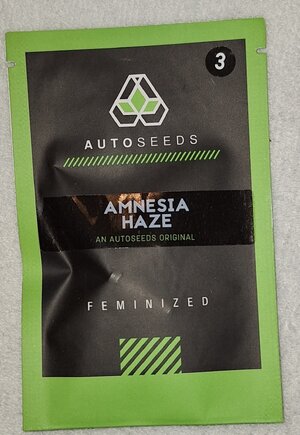 3
AUTOSEEDS
AMNESIA
HAZE
AN AUTOSEEDS ORIGINAL
FEMINIZED